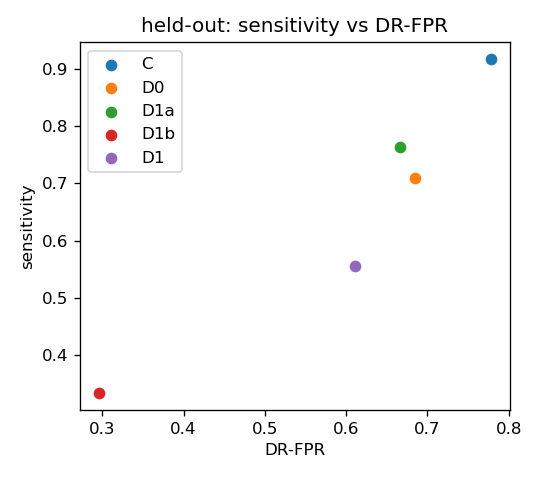 held-out: sensitivity vs DR-FPR
C
D0
D1a
D1b
D1
sensitivity
0.9
0.8
0.7
0.6
0.5
0.4
0.3 0.4 0.5 0.6 0.7 0.8
DR-FPR